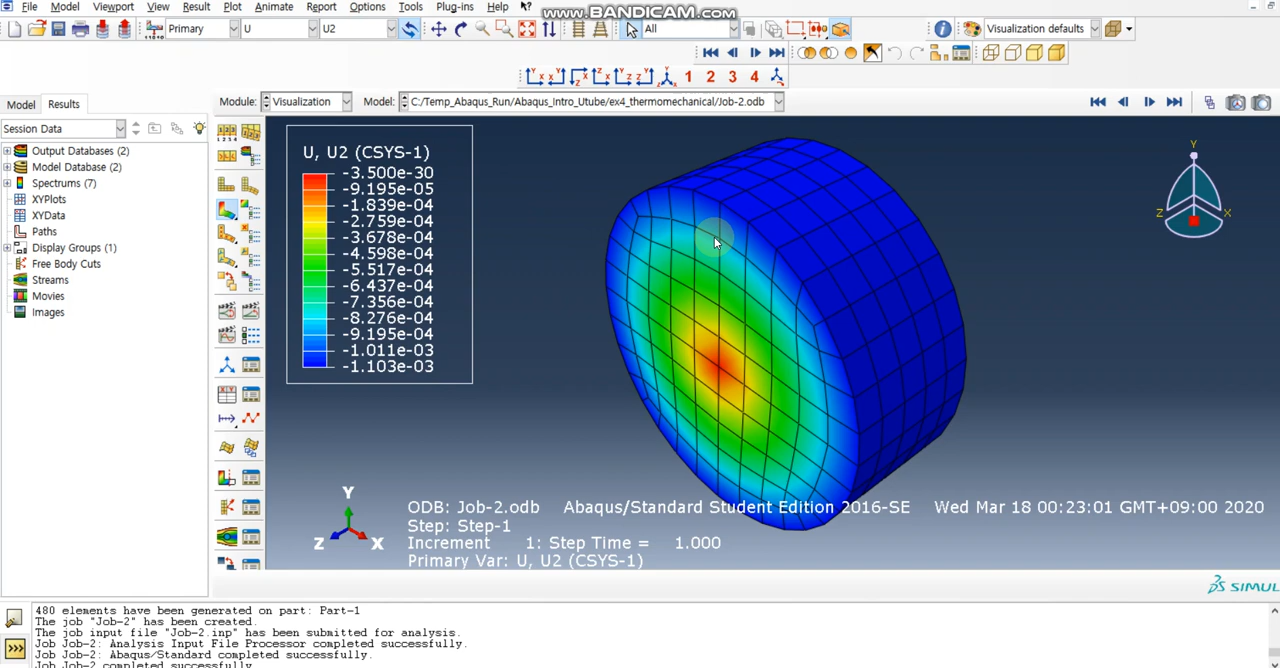 File Model Viewport View Result Plot Animate Report Options Tools Plug-ins Help
www.BANDICAM.com
Primary U U2 All Visualization defaults
1 2 3 4
Model Results Module: Visualization Model: C:/Temp_Abaqus_Run/Abaqus_Intro_Utube/ex4_thermomechanical/Job-2.odb
Session Data
Output Databases (2)
Model Database (2)
Spectrums (7)
XYPlots
XYData
Paths
Display Groups (1)
Free Body Cuts
Streams
Movies
Images
U, U2 (CSYS-1)
-3.500e-30
-9.195e-05
-1.839e-04
-2.759e-04
-3.678e-04
-4.598e-04
-5.517e-04
-6.437e-04
-7.356e-04
-8.276e-04
-9.195e-04
-1.011e-03
-1.103e-03
Y
Z X
Y
Z X
ODB: Job-2.odb Abaqus/Standard Student Edition 2016-SE Wed Mar 18 00:23:01 GMT+09:00 2020
Step: Step-1
Increment 1: Step Time = 1.000
Primary Var: U, U2 (CSYS-1)
SIMUL
480 elements have been generated on part: Part-1
The job "Job-2" has been created.
The job input file "Job-2.inp" has been submitted for analysis.
Job Job-2: Analysis Input File Processor completed successfully.
Job Job-2: Abaqus/Standard completed successfully.
Job Job-2 completed successfully